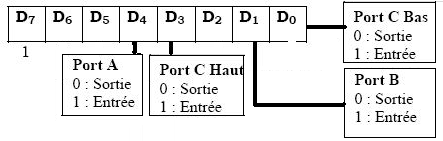 D7 D6 D5 D4 D3 D2 D1 D0
1
Port A
0 : Sortie
1 : Entrée
Port C Haut
0 : Sortie
1 : Entrée
Port C Bas
0 : Sortie
1 : Entrée
Port B
0 : Sortie
1 : Entrée